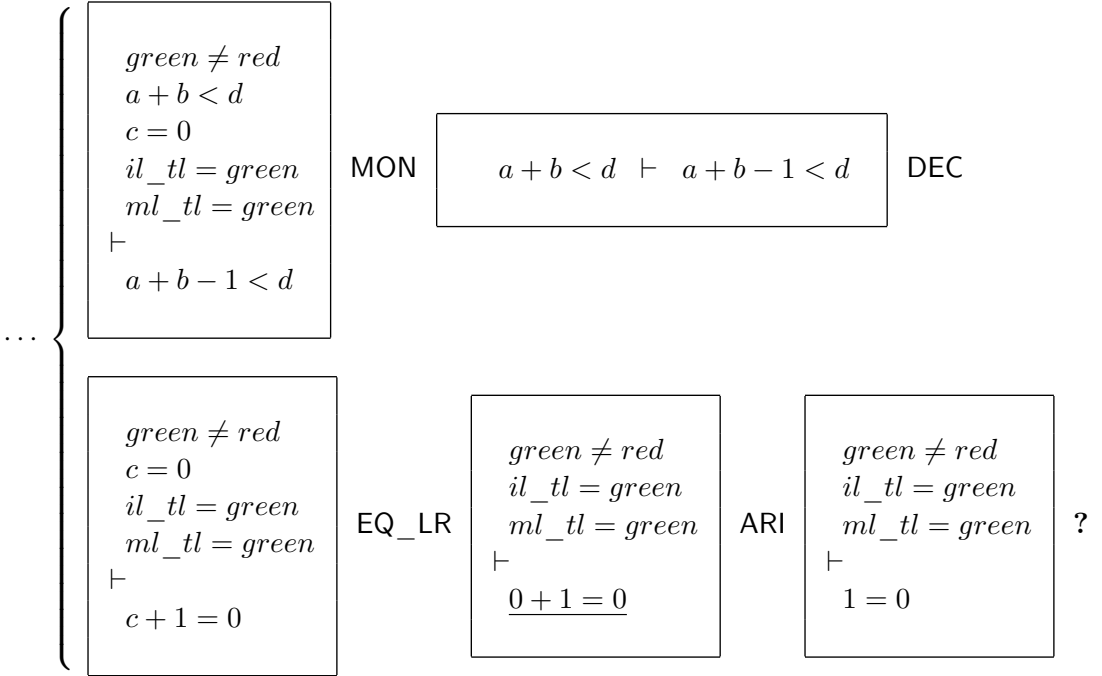 green ≠ red
a + b < d
c = 0
il_tl = green
ml_tl = green
⊢
a + b − 1 < d
MON
a + b < d ⊢ a + b − 1 < d
DEC
···
green ≠ red
c = 0
il_tl = green
ml_tl = green
⊢
c + 1 = 0
EQ_LR
green ≠ red
il_tl = green
ml_tl = green
⊢
0 + 1 = 0
ARI
green ≠ red
il_tl = green
ml_tl = green
⊢
1 = 0
?